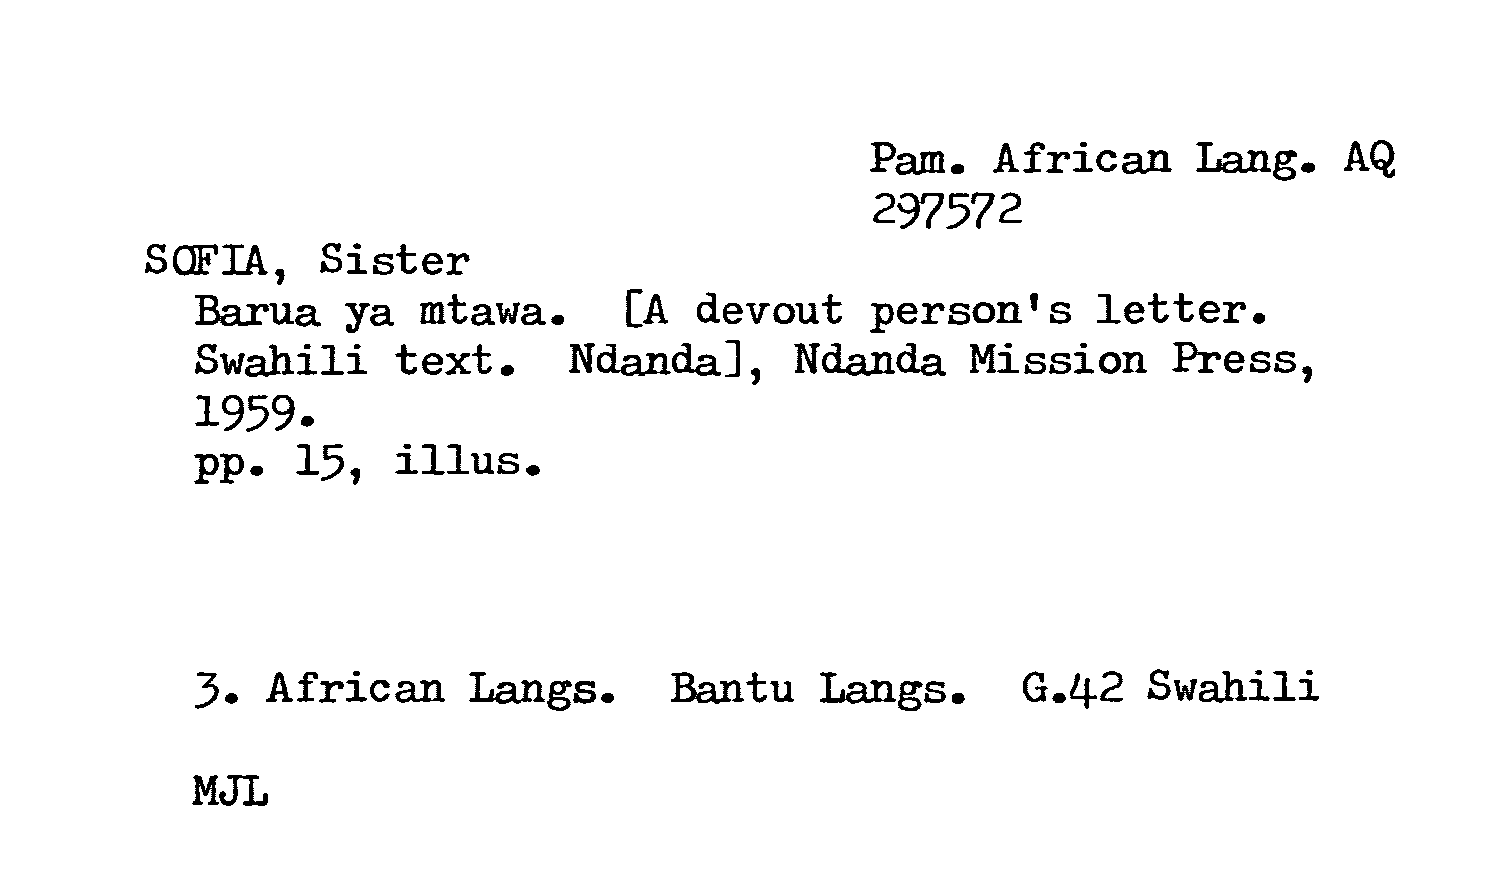 Pam. African Lang. AQ
297572
SOFIA, Sister
Barua ya mtawa. [A devout person's letter.
Swahili text. Ndanda], Ndanda Mission Press,
1959.
pp. 15, illus.
3. African Langs. Bantu Langs. G.42 Swahili
MJL